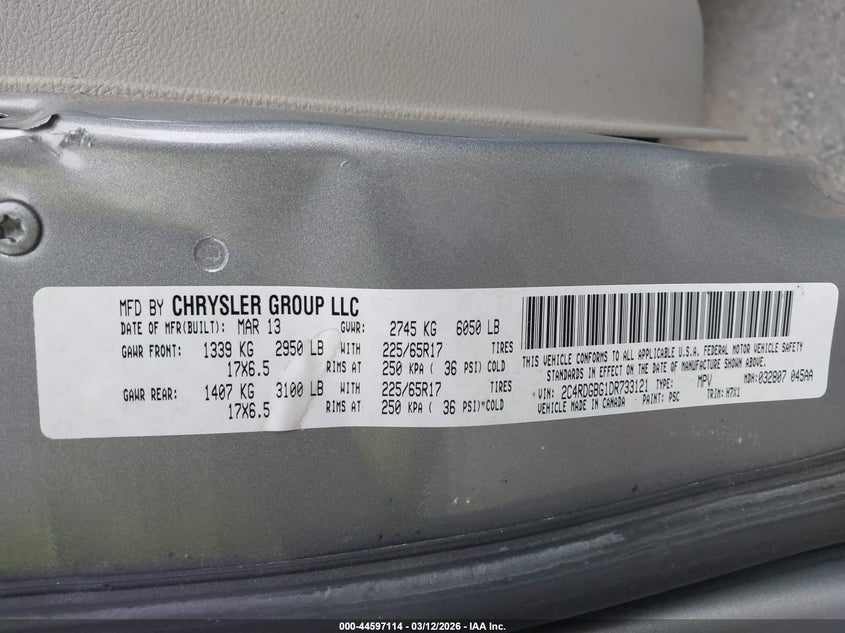 MFD BY CHRYSLER GROUP LLC
DATE OF MFR(BUILT): MAR 13 GVWR: 2745 KG 6050 LB
GAWR FRONT: 1339 KG 2950 LB WITH 225/65R17 TIRES
17X6.5 RIMS AT 250 KPA ( 36 PSI) COLD
GAWR REAR: 1407 KG 3100 LB WITH 225/65R17 TIRES
17X6.5 RIMS AT 250 KPA ( 36 PSI)*COLD
THIS VEHICLE CONFORMS TO ALL APPLICABLE U.S.A. FEDERAL MOTOR VEHICLE SAFETY
STANDARDS IN EFFECT ON THE DATE OF MANUFACTURE SHOWN ABOVE.
VIN: 2C4RDGBG1DR733121 TYPE: MPV MDH: 032807 045AA
VEHICLE MADE IN CANADA PAINT: PSC TRIM: H7X1
000-44597114 - 03/12/2026 - IAA Inc.